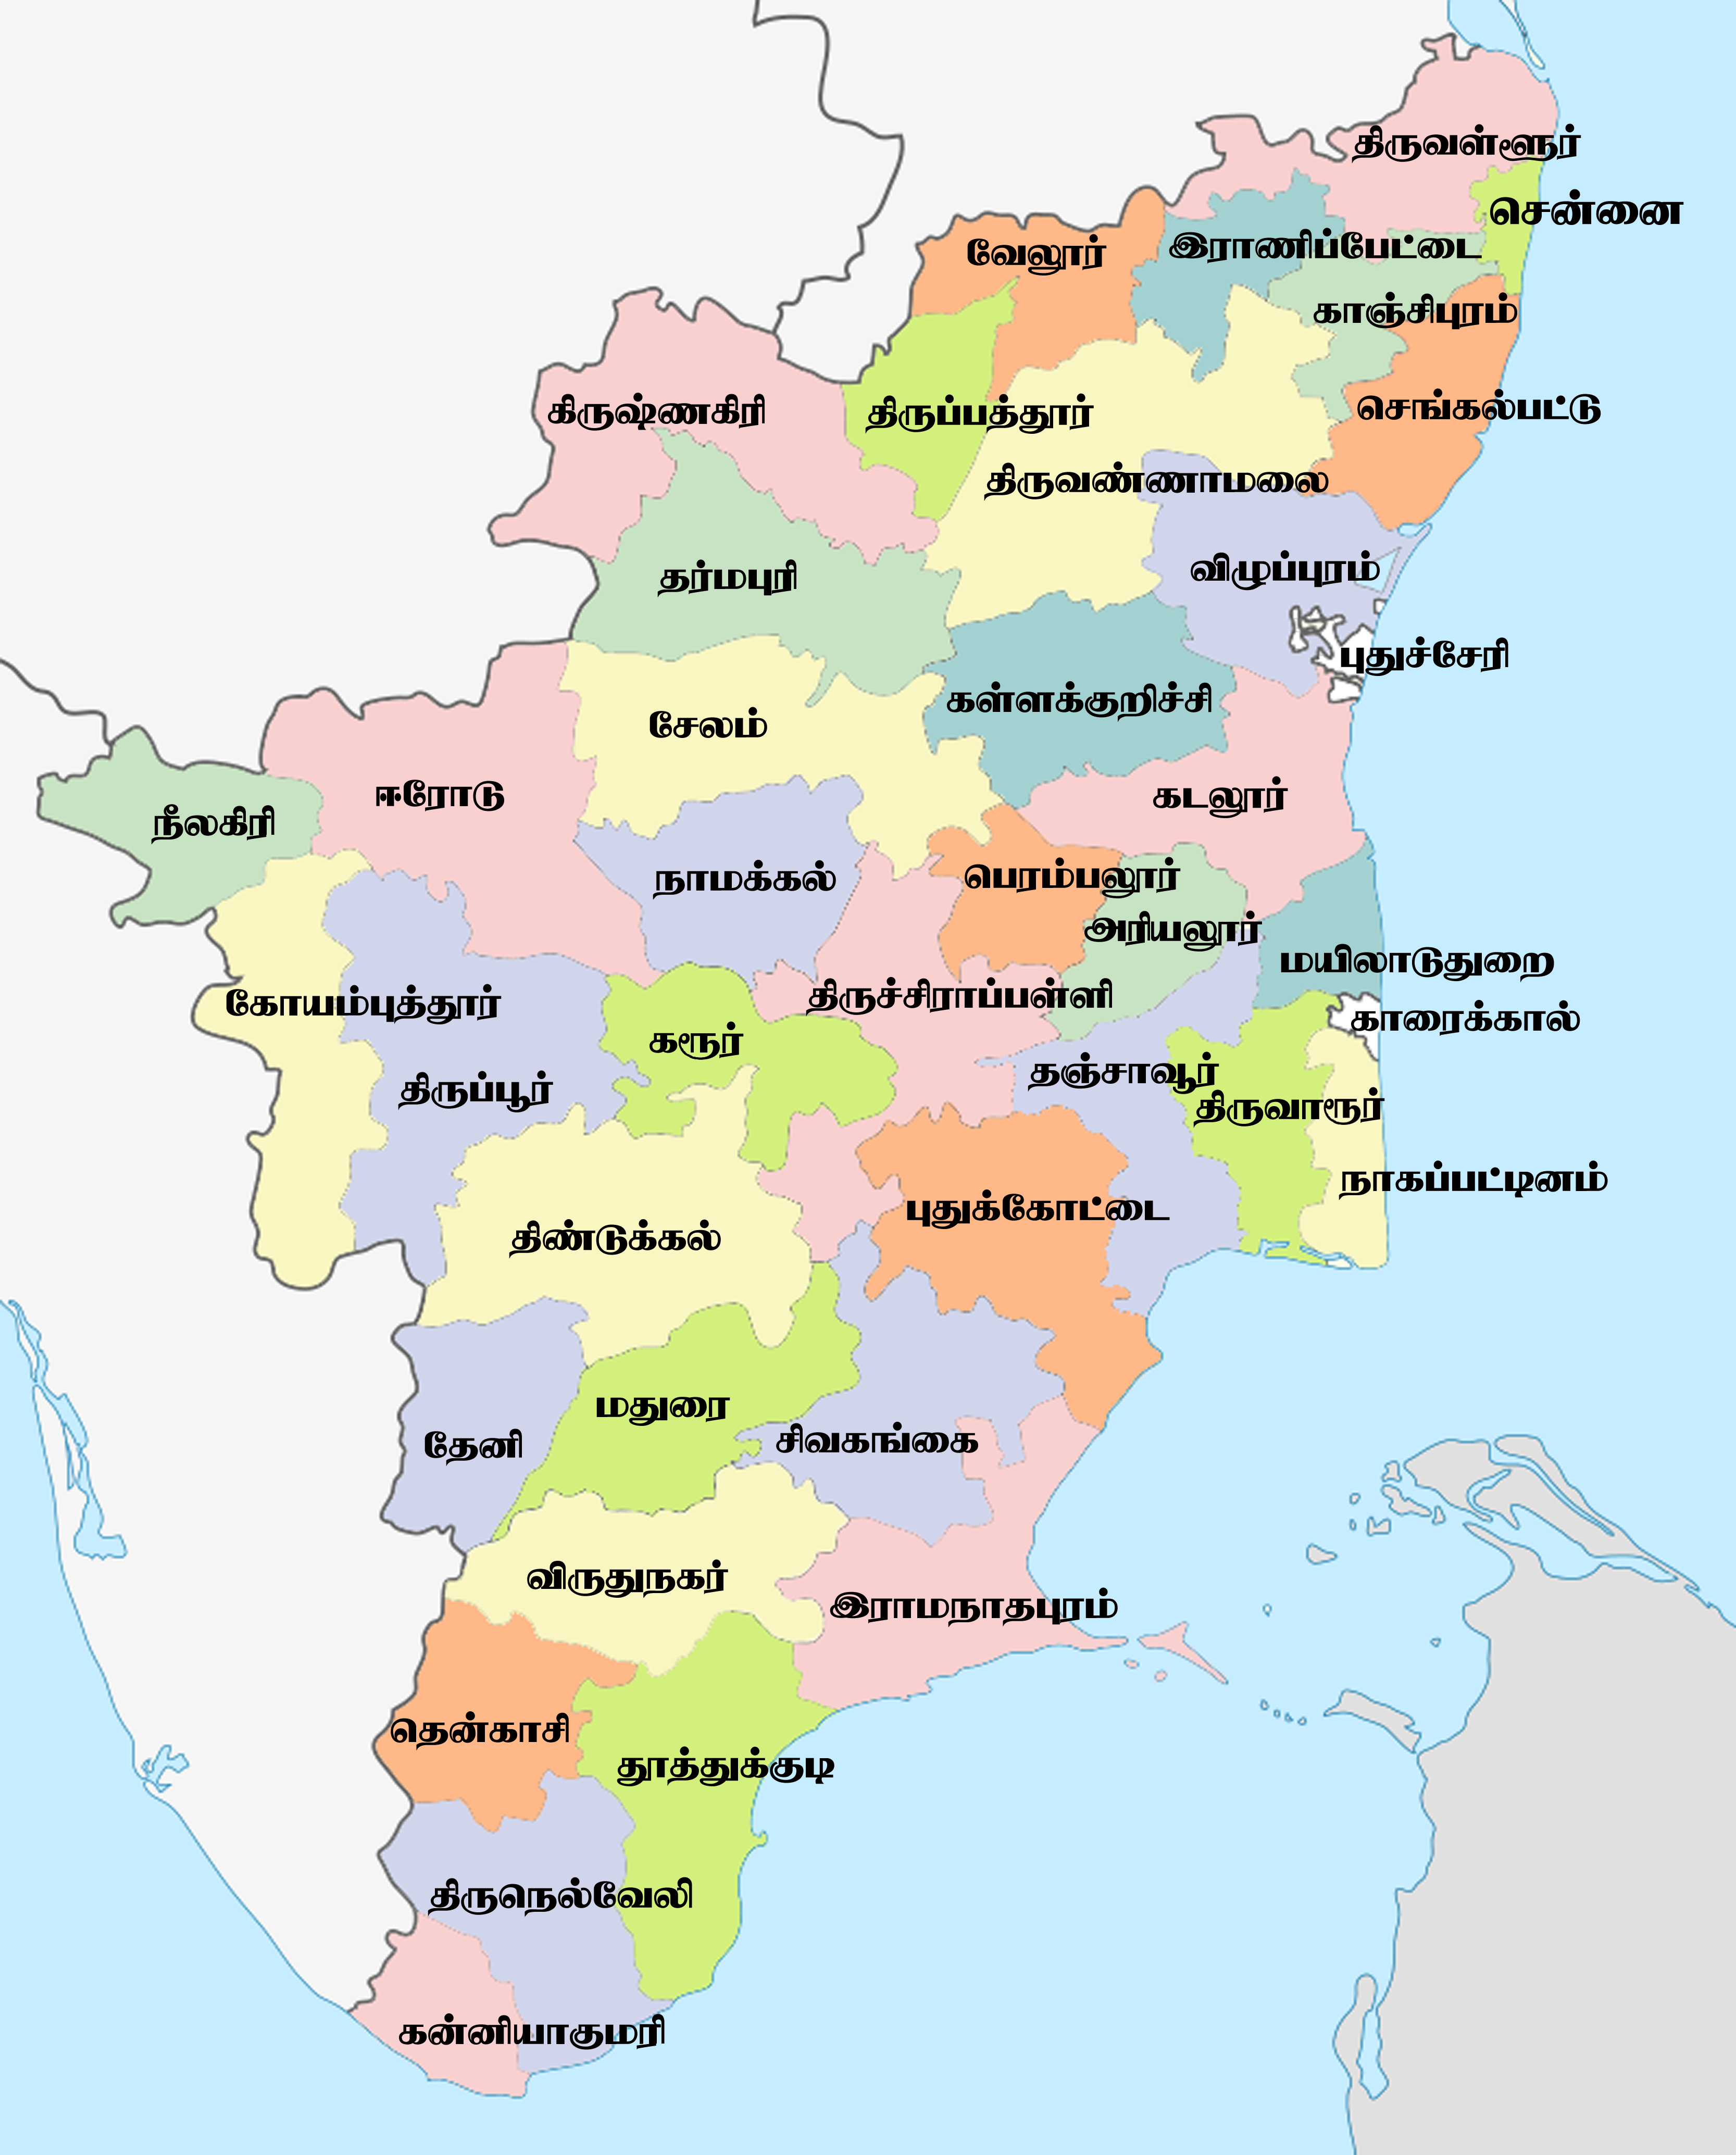 திருவள்ளூர்
சென்னை
வேலூர்
இராணிப்பேட்டை
காஞ்சிபுரம்
கிருஷ்ணகிரி
திருப்பத்தூர்
செங்கல்பட்டு
திருவண்ணாமலை
தர்மபுரி
விழுப்புரம்
புதுச்சேரி
சேலம்
கள்ளக்குறிச்சி
நீலகிரி
ஈரோடு
கடலூர்
நாமக்கல்
பெரம்பலூர்
அரியலூர்
மயிலாடுதுறை
கோயம்புத்தூர்
திருச்சிராப்பள்ளி
காரைக்கால்
கரூர்
திருப்பூர்
தஞ்சாவூர்
திருவாரூர்
நாகப்பட்டினம்
திண்டுக்கல்
புதுக்கோட்டை
மதுரை
தேனி
சிவகங்கை
விருதுநகர்
இராமநாதபுரம்
தென்காசி
தூத்துக்குடி
திருநெல்வேலி
கன்னியாகுமரி